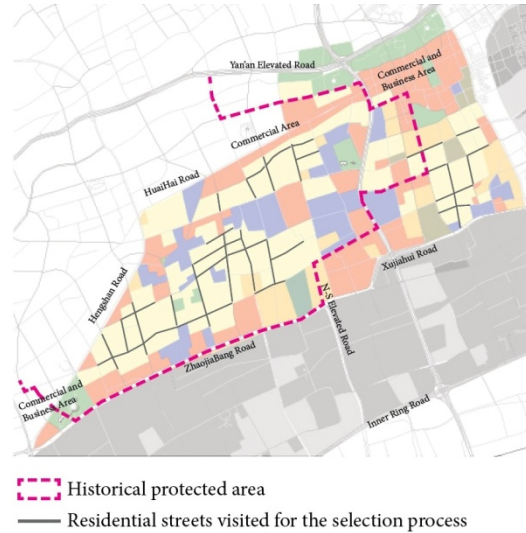 Yan'an Elevated Road
Commercial and
Business Area
Commercial Area
HuaiHai Road
Hengshan Road
Xujiahui Road
N-S Elevated Road
ZhaojiaBang Road
Commercial and
Business Area
Inner Ring Road
Historical protected area
Residential streets visited for the selection process